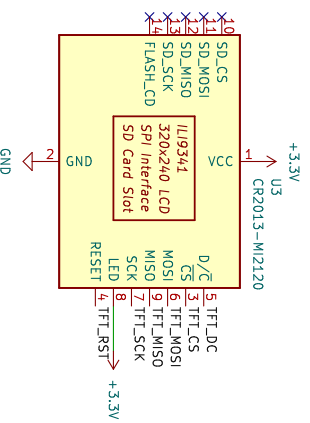 14
13
12
11
10
FLASH_CD
SD_SCK
SD_MISO
SD_MOSI
SD_CS
+3.3V
U3
CR2013-MI2120
GND
2
GND
ILI9341
320x240 LCD
SPI Interface
SD Card Slot
VCC
1
RESET
LED
SCK
MISO
MOSI
CS
D/C
4
8
7
9
6
3
5
TFT_RST
TFT_SCK
TFT_MISO
TFT_MOSI
TFT_CS
TFT_DC
+3.3V